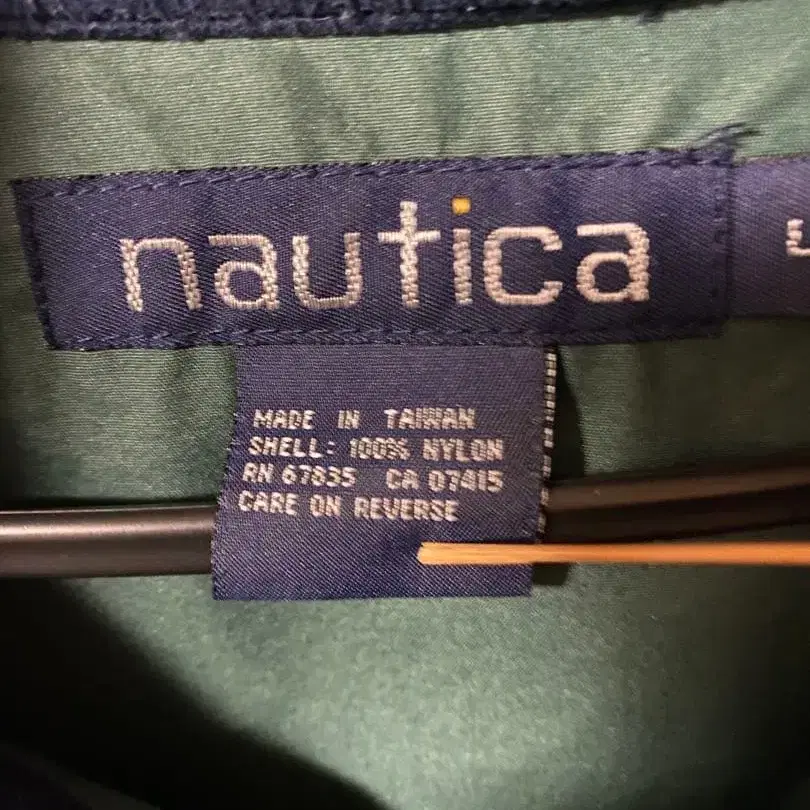 nautica
MADE IN TAIWAN
SHELL: 100% NYLON
RN 67835 CA 07415
CARE ON REVERSE